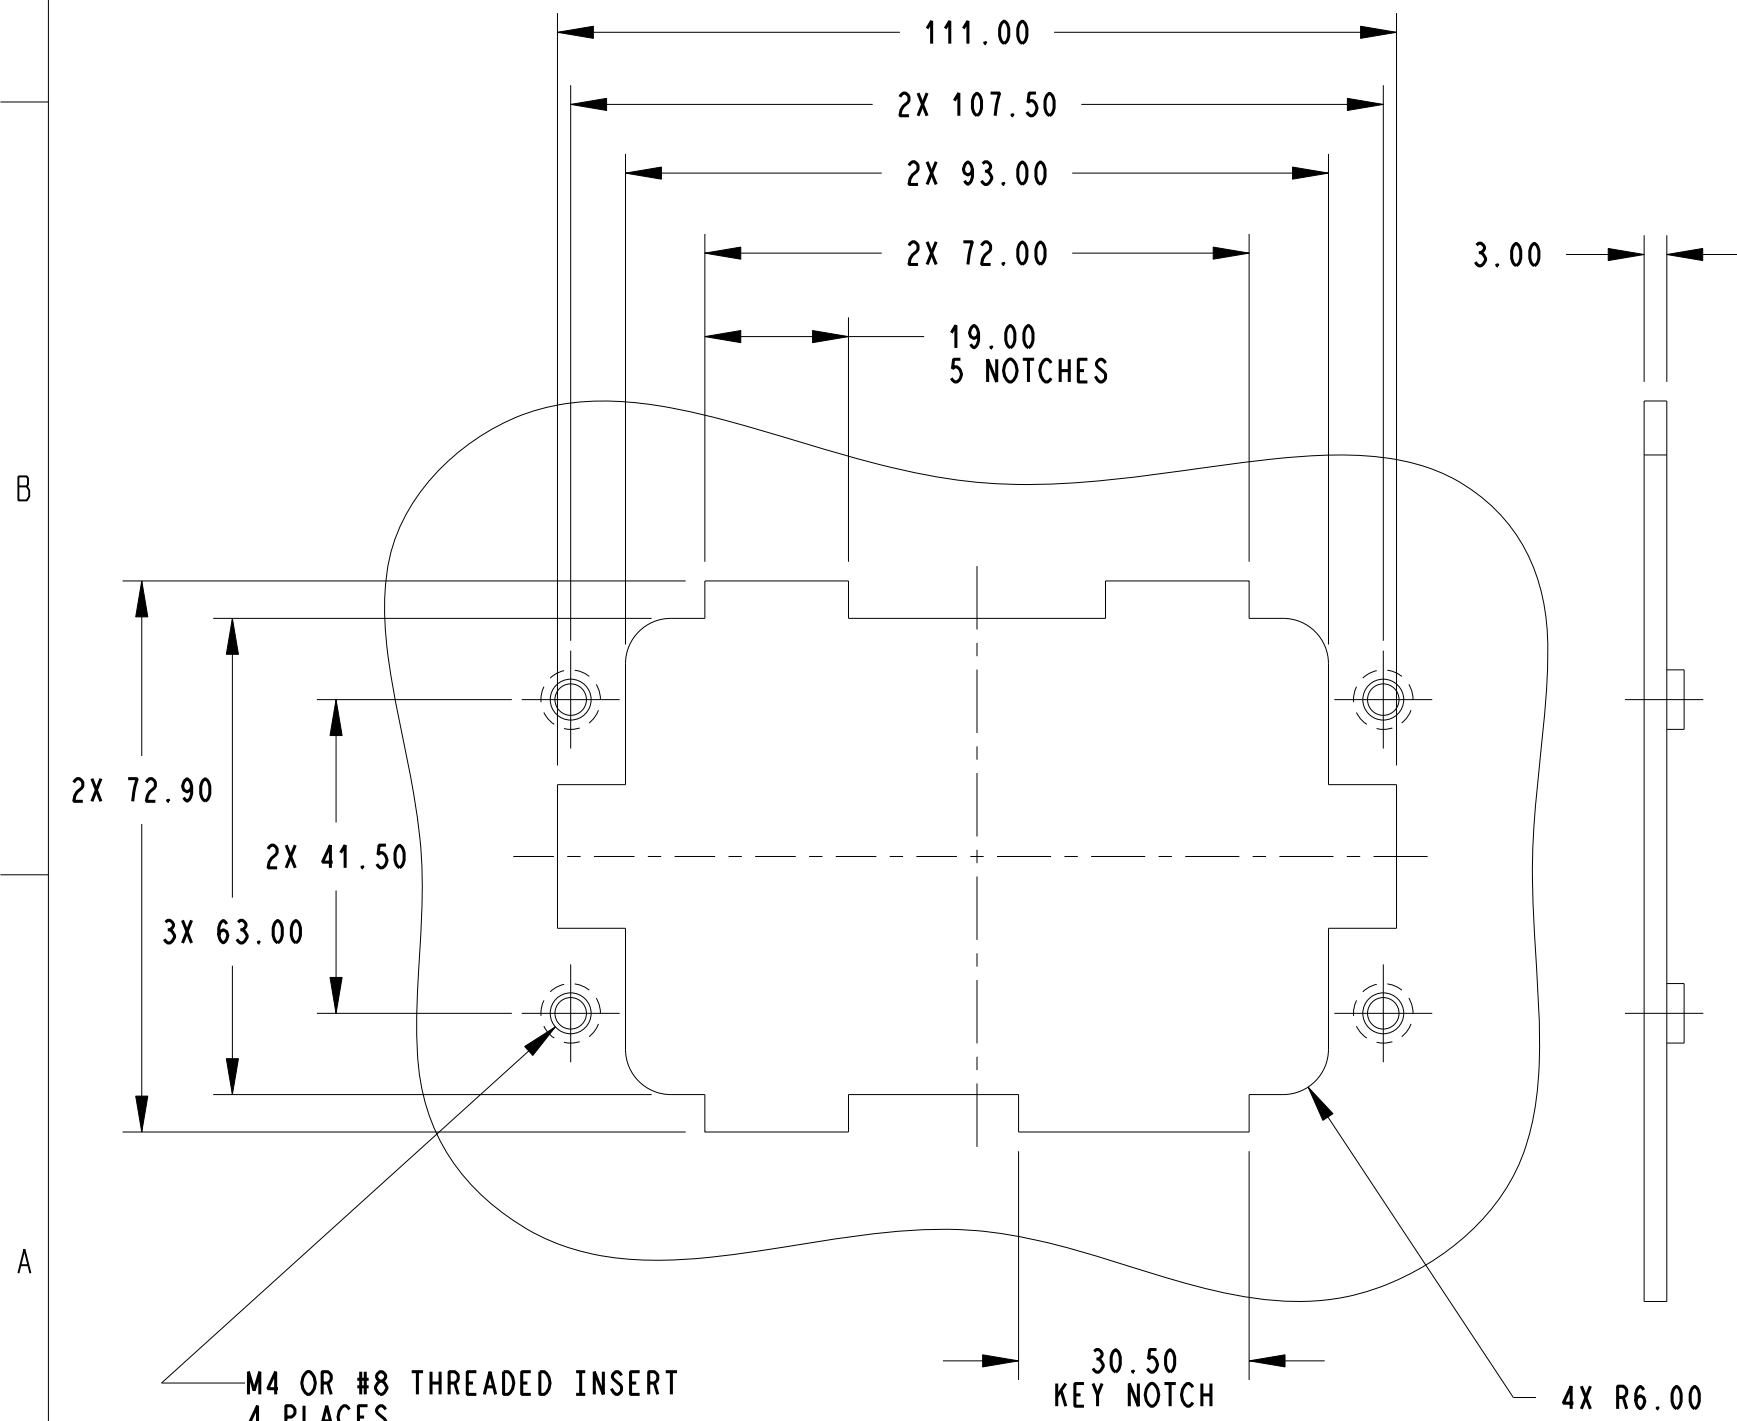 111.00
2X 107.50
2X 93.00
2X 72.00
3.00
19.00
5 NOTCHES
B
2X 72.90
2X 41.50
3X 63.00
A
30.50
KEY NOTCH
M4 OR #8 THREADED INSERT
4 PLACES
4X R6.00